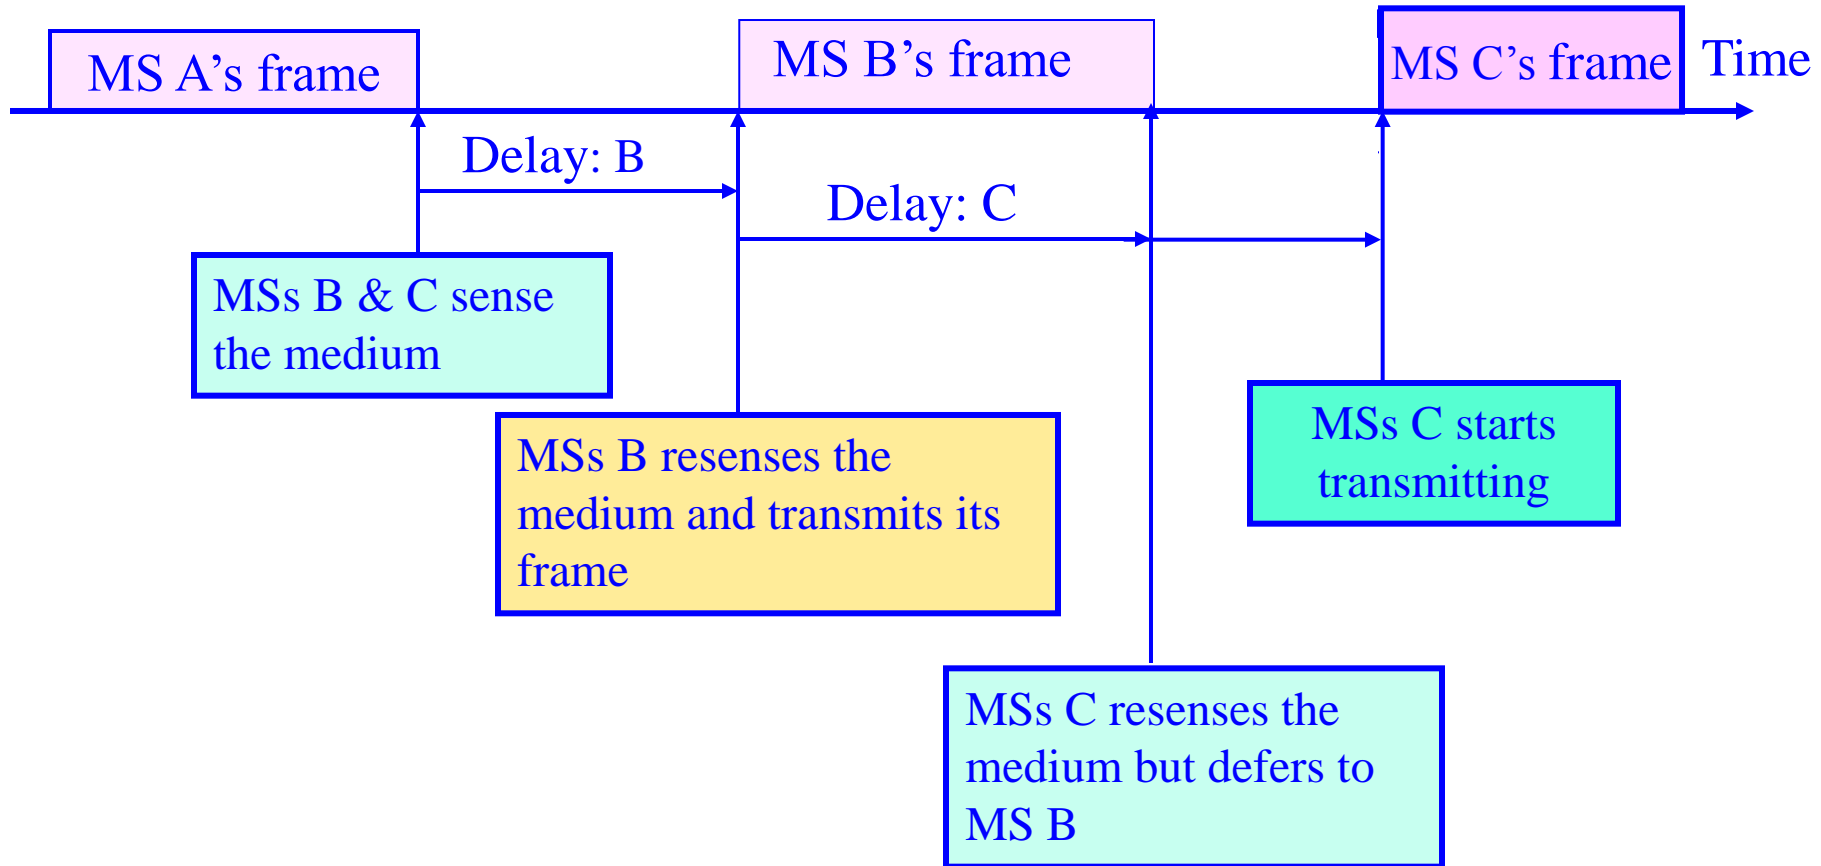 MS A’s frame
MS B’s frame
MS C’s frame
Time
Delay: B
Delay: C
MSs B & C sense
the medium
MSs B resenses the
medium and transmits its
frame
MSs C starts
transmitting
MSs C resenses the
medium but defers to
MS B